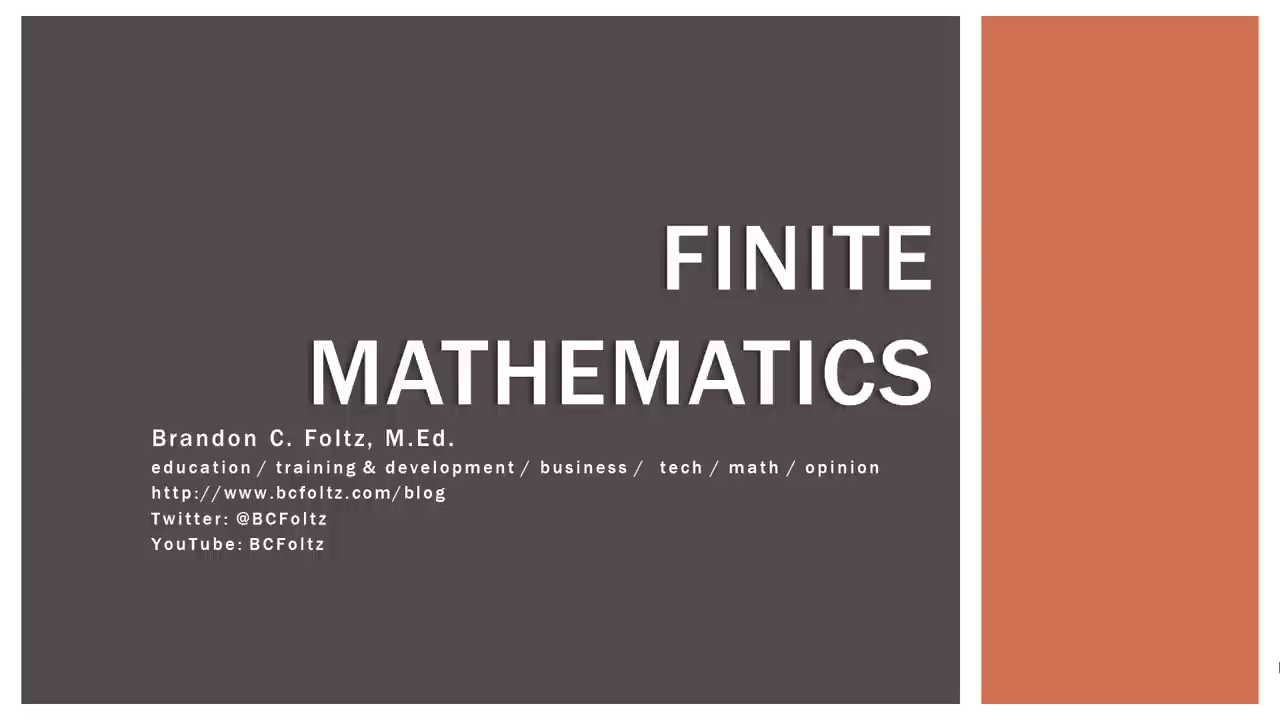 FINITE
MATHEMATICS
Brandon C. Foltz, M.Ed.
education / training & development / business / tech / math / opinion
http://www.bcfoltz.com/blog
Twitter: @BCFoltz
YouTube: BCFoltz